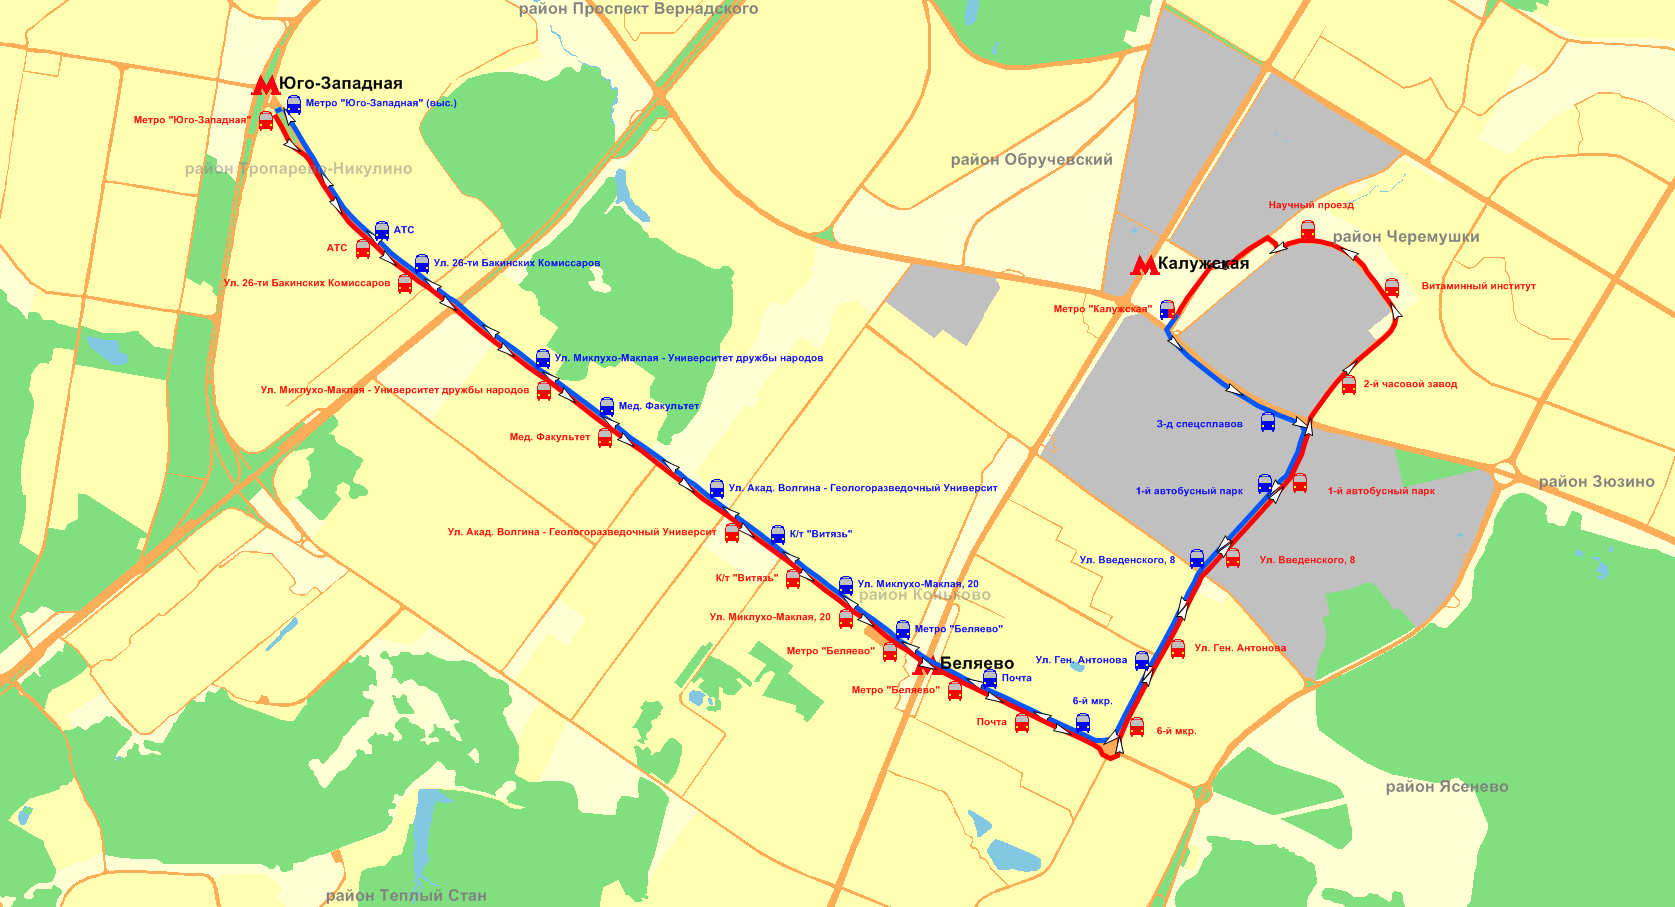 район Проспект Вернадского
Юго-Западная
Метро "Юго-Западная" (выс.)
Метро "Юго-Западная"
район Тропарево-Никулино
район Обручевский
Научный проезд
район Черемушки
АТС
АТС
Ул. 26-ти Бакинских Комиссаров
Ул. 26-ти Бакинских Комиссаров
Калужская
Витаминный институт
Метро "Калужская"
Ул. Миклухо-Маклая - Университет дружбы народов
Ул. Миклухо-Маклая - Университет дружбы народов
2-й часовой завод
Мед. Факультет
Мед. Факультет
З-д спецсплавов
район Зюзино
Ул. Акад. Волгина - Геологоразведочный Университ
1-й автобусный парк
1-й автобусный парк
Ул. Акад. Волгина - Геологоразведочный Университ
К/т "Витязь"
Ул. Введенского, 8
Ул. Введенского, 8
К/т "Витязь"
Ул. Миклухо-Маклая, 20
район Коньково
Ул. Миклухо-Маклая, 20
Метро "Беляево"
Метро "Беляево"
Ул. Ген. Антонова
Ул. Ген. Антонова
Беляево
Почта
Метро "Беляево"
6-й мкр.
Почта
6-й мкр.
район Ясенево
район Теплый Стан